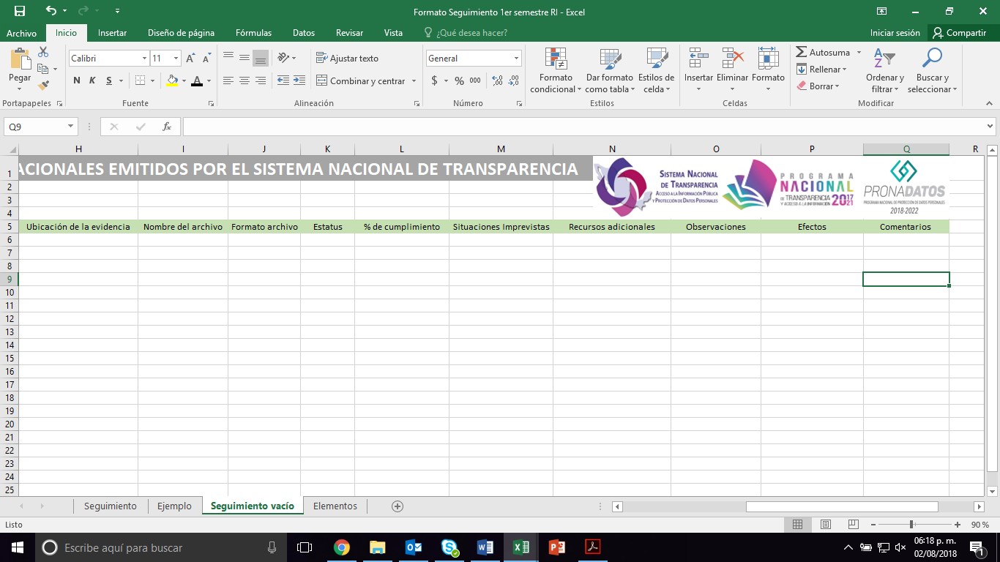 Formato Seguimiento 1er semestre RI - Excel
Archivo Inicio Insertar Diseño de página Fórmulas Datos Revisar Vista ¿Qué desea hacer? Iniciar sesión Compartir
Pegar
Calibri 11
N K S
Ajustar texto
Combinar y centrar
General
$ % 000
Formato condicional
Dar formato como tabla
Estilos de celda
Insertar Eliminar Formato
Autosuma
Rellenar
Borrar
Ordenar y filtrar
Buscar y seleccionar
Portapapeles Fuente Alineación Número Estilos Celdas Modificar
Q9 fx
H I J K L M N O P Q R
1 ACIONALES EMITIDOS POR EL SISTEMA NACIONAL DE TRANSPARENCIA
SISTEMA NACIONAL
DE TRANSPARENCIA
ACCESO A LA INFORMACIÓN PÚBLICA
Y PROTECCIÓN DE DATOS PERSONALES
PROGRAMA
NACIONAL
DE TRANSPARENCIA
Y ACCESO A LA INFORMACIÓN
2017
2021
PRONADATOS
PROGRAMA NACIONAL DE PROTECCIÓN DE DATOS PERSONALES
2018-2022
2
3
4
5 Ubicación de la evidencia Nombre del archivo Formato archivo Estatus % de cumplimiento Situaciones Imprevistas Recursos adicionales Observaciones Efectos Comentarios
6
7
8
9
10
11
12
13
14
15
16
17
18
19
20
21
22
23
24
25
Seguimiento Ejemplo Seguimiento vacío Elementos
Listo 90 %
Escribe aquí para buscar
06:18 p. m.
02/08/2018
1